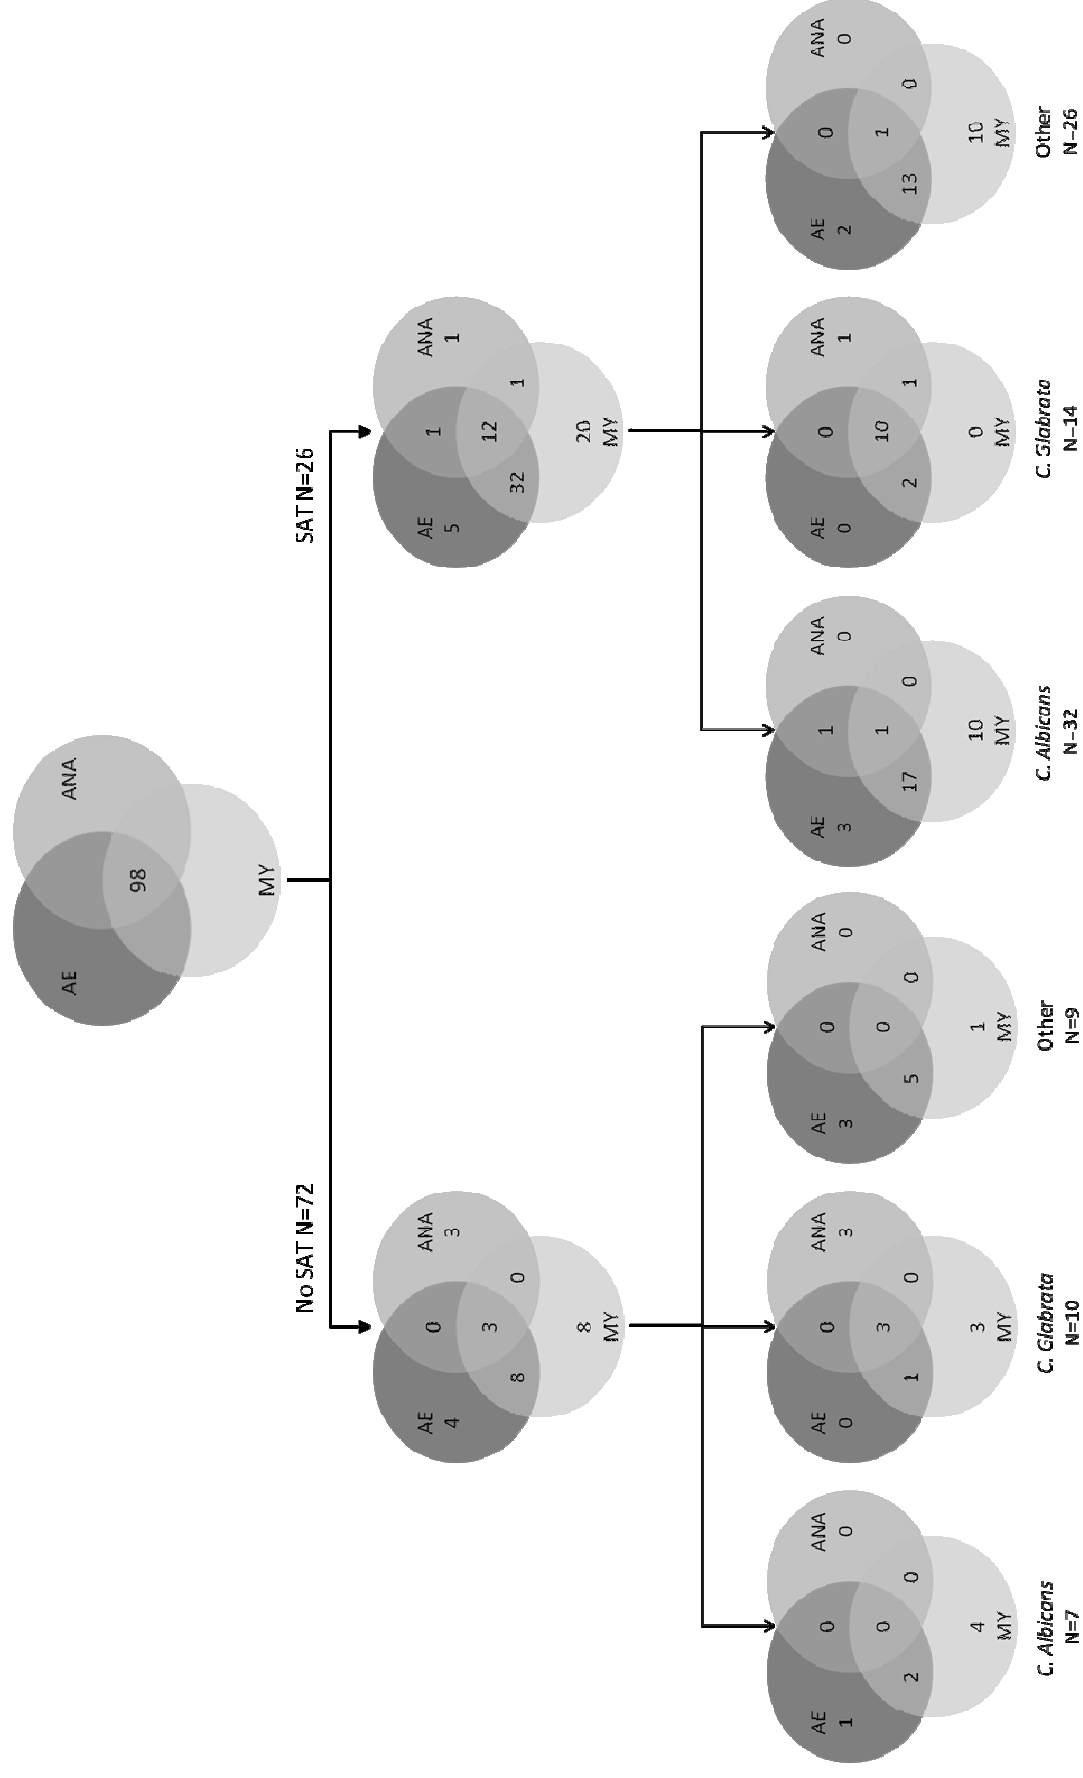 AE ANA
98
MY
No SAT N=72
SAT N=26
AE ANA
0
4 3
3
8 0
8
MY
AE ANA
1
5 1
12
32 1
20
MY
AE ANA
0
1 0
0
2 0
4
MY
C. Albicans
N=7
AE ANA
0
0 3
3
1 0
3
MY
C. Glabrata
N=10
AE ANA
0
3 0
0
5 0
1
MY
Other
N=9
AE ANA
1
3 0
1
17 0
10
MY
C. Albicans
N–32
AE ANA
0
0 1
10
2 1
0
MY
C. Glabrata
N–14
AE ANA
0
2 0
1
13 0
10
MY
Other
N–26